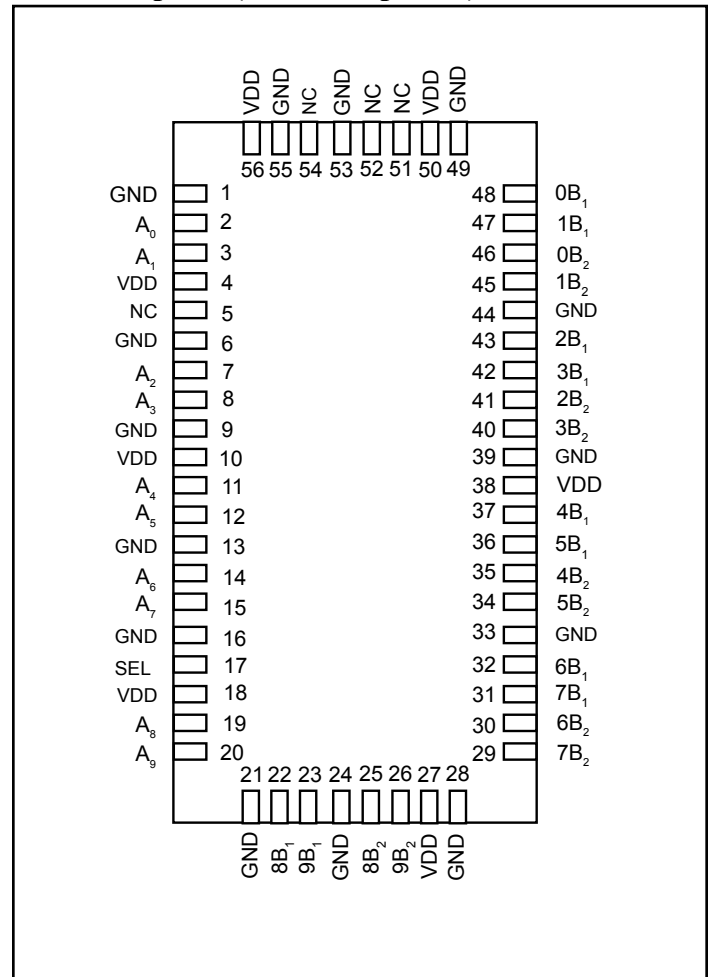 VDD GND NC GND NC NC VDD GND
56 55 54 53 52 51 50 49
GND 1 48 0B₁
A₀ 2 47 1B₁
A₁ 3 46 0B₂
VDD 4 45 1B₂
NC 5 44 GND
GND 6 43 2B₁
A₂ 7 42 3B₁
A₃ 8 41 2B₂
GND 9 40 3B₂
VDD 10 39 GND
A₄ 11 38 VDD
A₅ 12 37 4B₁
GND 13 36 5B₁
A₆ 14 35 4B₂
A₇ 15 34 5B₂
GND 16 33 GND
SEL 17 32 6B₁
VDD 18 31 7B₁
A₈ 19 30 6B₂
A₉ 20 29 7B₂
21 22 23 24 25 26 27 28
GND 8B₁ 9B₁ GND 8B₂ 9B₂ VDD GND